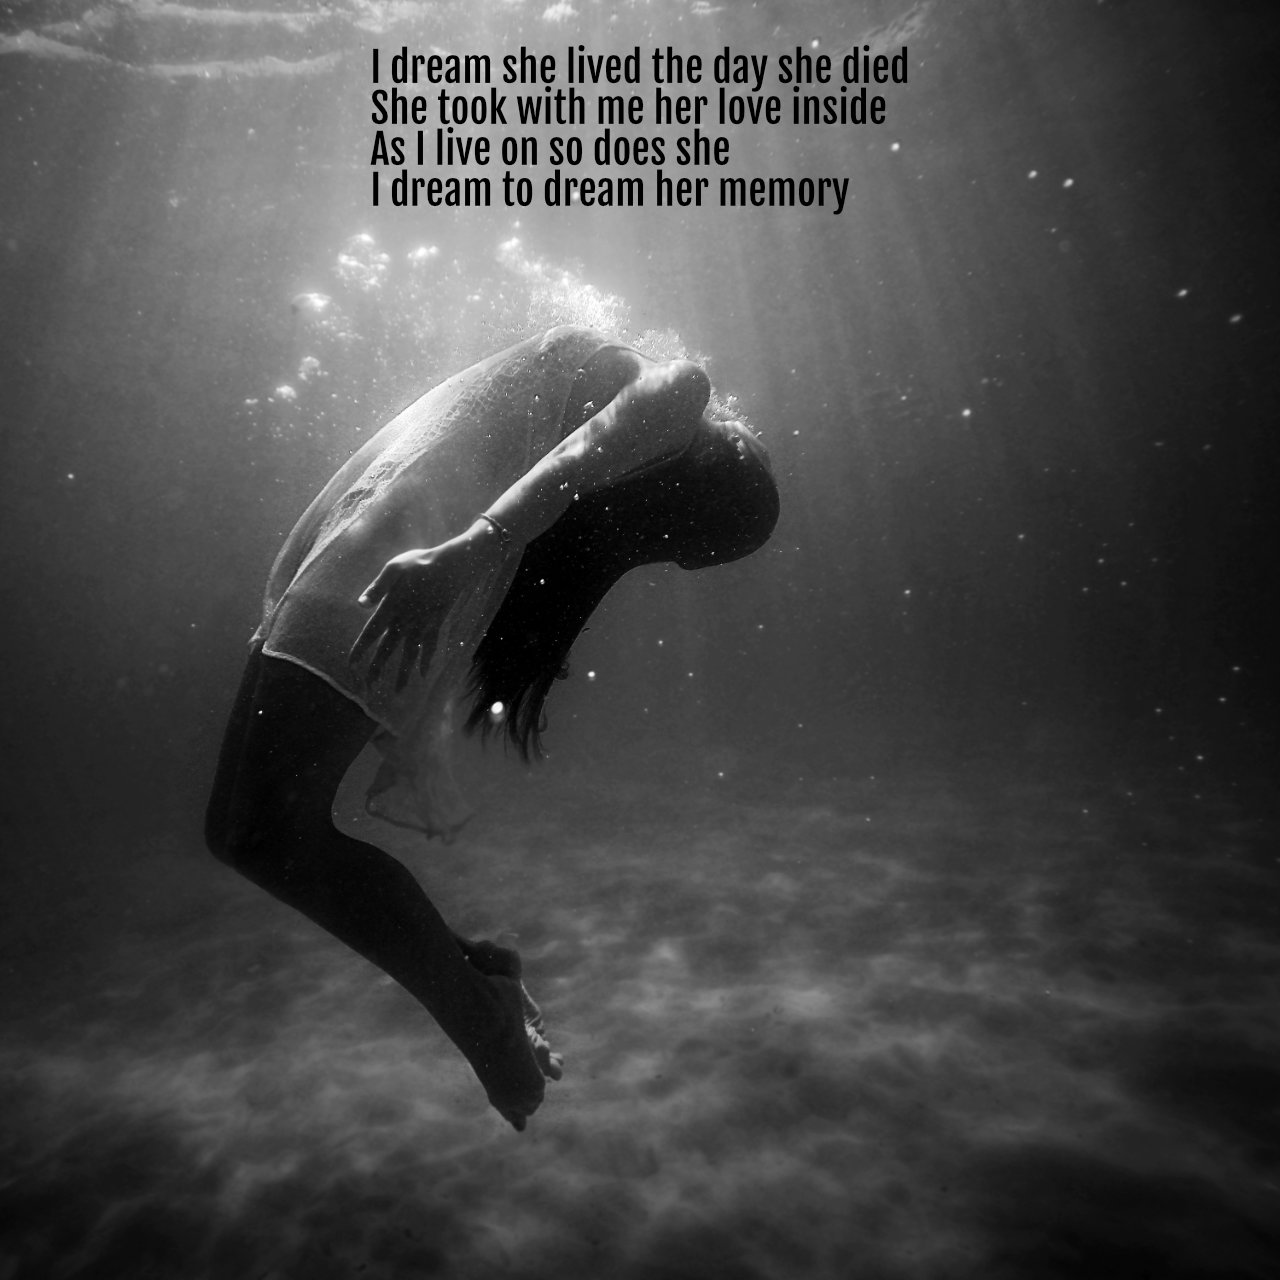 I dream she lived the day she died
She took with me her love inside
As I live on so does she
I dream to dream her memory